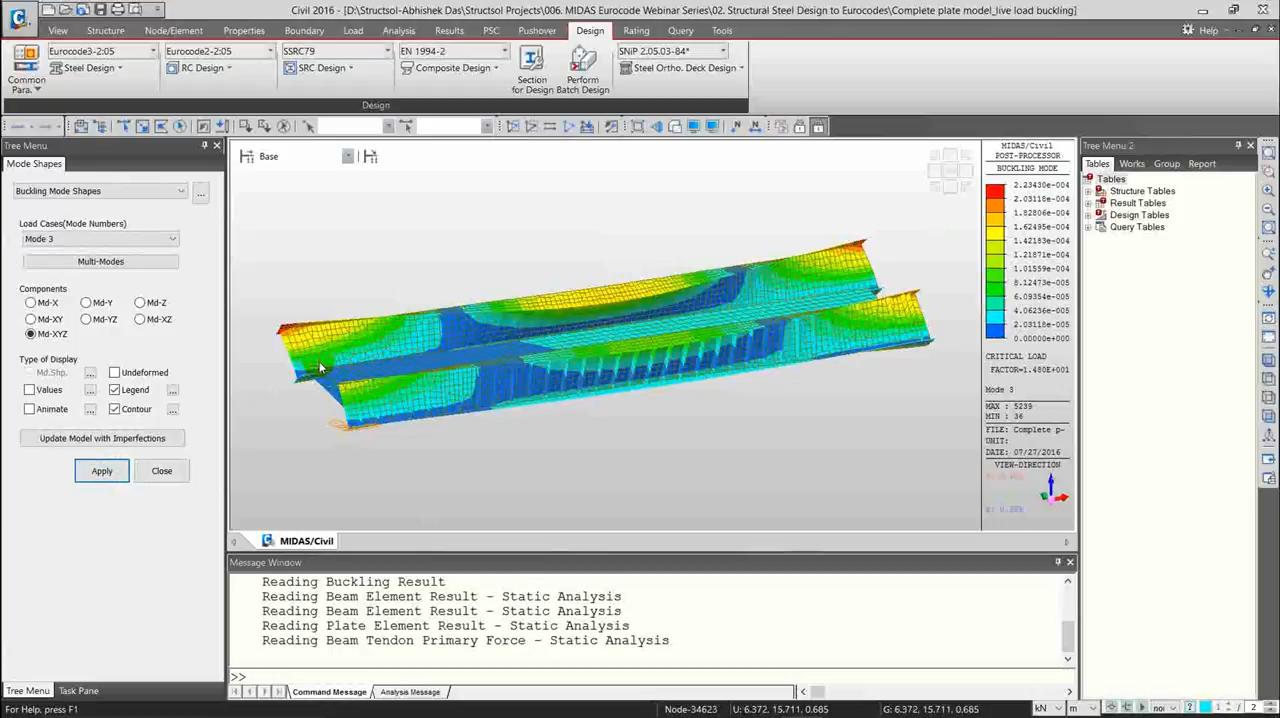 Civil 2016 - [D:\Structsol-Abhishek Das\Structsol Projects\006. MIDAS Eurocode Webinar Series\02. Structural Steel Design to Eurocodes\Complete plate model_live load buckling]
View Structure Node/Element Properties Boundary Load Analysis Results PSC Pushover Design Rating Query Tools Help
Eurocode3-2:05 Eurocode2-2:05 SSRC79 EN 1994-2 SNiP 2.05.03-84*
Common Para. Steel Design RC Design SRC Design Composite Design Section for Design Perform Batch Design Steel Ortho. Deck Design
Design
Tree Menu
Mode Shapes
Buckling Mode Shapes ...
Load Cases(Mode Numbers)
Mode 3
Multi-Modes
Components
Md-X Md-Y Md-Z
Md-XY Md-YZ Md-XZ
Md-XYZ
Type of Display
Md.Shp. ... Undeformed
Values ... Legend ...
Animate ... Contour ...
Update Model with Imperfections
Apply Close
Base
MIDAS/Civil
POST-PROCESSOR
BUCKLING MODE
2.23430e-004
2.03118e-004
1.82806e-004
1.62495e-004
1.42183e-004
1.21871e-004
1.01559e-004
8.12473e-005
6.09354e-005
4.06236e-005
2.03118e-005
0.00000e+000
CRITICAL LOAD
FACTOR=1.480E+001
Mode 3
MAX : 5239
MIN : 36
FILE: Complete p~
UNIT:
DATE: 07/27/2016
VIEW-DIRECTION
MIDAS/Civil
Tree Menu 2
Tables Works Group Report
Tables
Structure Tables
Result Tables
Design Tables
Query Tables
Message Window
Reading Buckling Result
Reading Beam Element Result - Static Analysis
Reading Beam Element Result - Static Analysis
Reading Plate Element Result - Static Analysis
Reading Beam Tendon Primary Force - Static Analysis
>>
Command Message Analysis Message
Tree Menu Task Pane
For Help, press F1
Node-34623 U: 6.372, 15.711, 0.685 G: 6.372, 15.711, 0.685 kN m nor ? 1 / 2